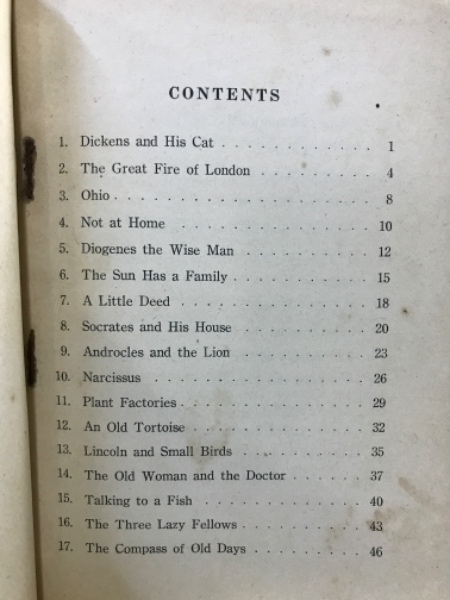 CONTENTS
1. Dickens and His Cat . . . . . . . . . . . . 1
2. The Great Fire of London . . . . . . . . . 4
3. Ohio . . . . . . . . . . . . . . . . . . . . 8
4. Not at Home . . . . . . . . . . . . . . . 10
5. Diogenes the Wise Man . . . . . . . . . . 12
6. The Sun Has a Family . . . . . . . . . . . 15
7. A Little Deed . . . . . . . . . . . . . . . 18
8. Socrates and His House . . . . . . . . . . 20
9. Androcles and the Lion . . . . . . . . . . 23
10. Narcissus . . . . . . . . . . . . . . . . . 26
11. Plant Factories . . . . . . . . . . . . . . . 29
12. An Old Tortoise . . . . . . . . . . . . . . 32
13. Lincoln and Small Birds . . . . . . . . . . 35
14. The Old Woman and the Doctor . . . . . . 37
15. Talking to a Fish . . . . . . . . . . . . . 40
16. The Three Lazy Fellows . . . . . . . . . . 43
17. The Compass of Old Days . . . . . . . . . 46